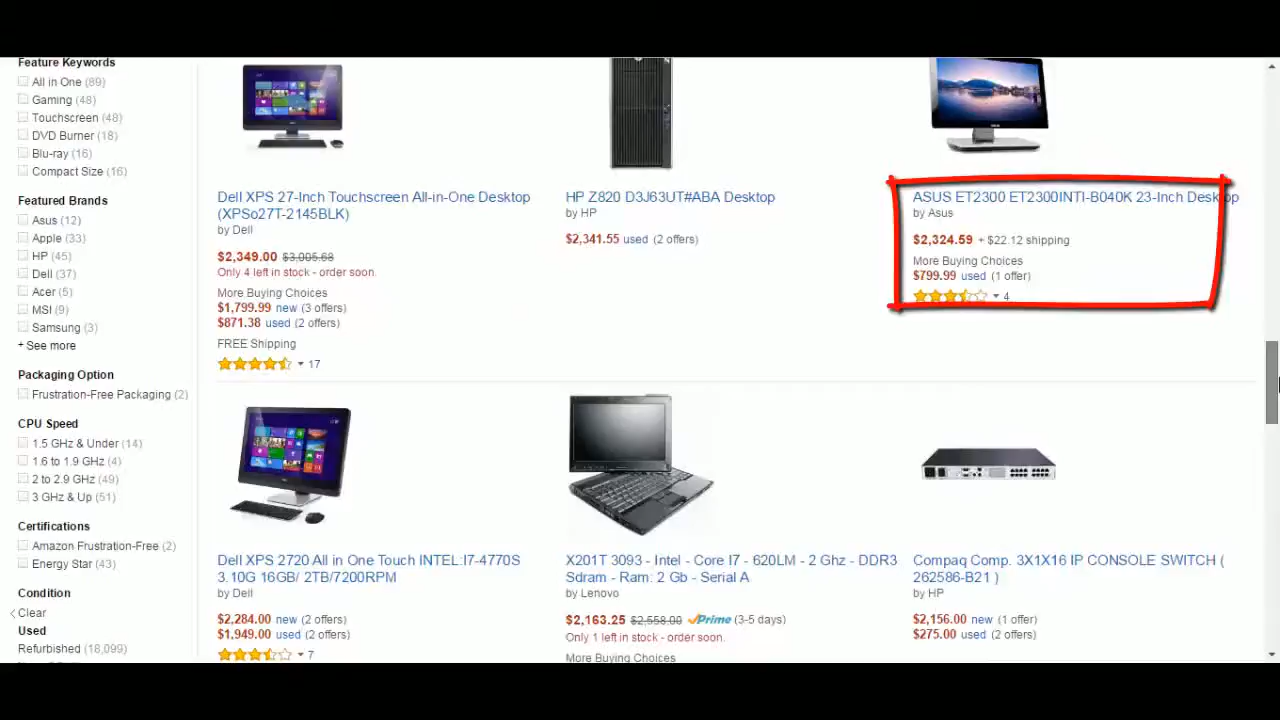 Feature Keywords
All in One (89)
Gaming (48)
Touchscreen (48)
DVD Burner (18)
Blu-ray (16)
Compact Size (16)
Featured Brands
Asus (12)
Apple (33)
HP (45)
Dell (37)
Acer (5)
MSI (9)
Samsung (3)
+ See more
Packaging Option
Frustration-Free Packaging (2)
CPU Speed
1.5 GHz & Under (14)
1.6 to 1.9 GHz (4)
2 to 2.9 GHz (49)
3 GHz & Up (51)
Certifications
Amazon Frustration-Free (2)
Energy Star (43)
Condition
Clear
Used
Refurbished (18,099)
Dell XPS 27-Inch Touchscreen All-in-One Desktop
(XPSo27T-2145BLK)
by Dell
$2,349.00 $3,005.68
Only 4 left in stock - order soon.
More Buying Choices
$1,799.99 new (3 offers)
$871.38 used (2 offers)
FREE Shipping
17
HP Z820 D3J63UT#ABA Desktop
by HP
$2,341.55 used (2 offers)
ASUS ET2300 ET2300INTI-B040K 23-Inch Desktop
by Asus
$2,324.59 + $22.12 shipping
More Buying Choices
$799.99 used (1 offer)
4
Dell XPS 2720 All in One Touch INTEL:I7-4770S
3.10G 16GB/ 2TB/7200RPM
by Dell
$2,284.00 new (2 offers)
$1,949.00 used (2 offers)
7
X201T 3093 - Intel - Core I7 - 620LM - 2 Ghz - DDR3
Sdram - Ram: 2 Gb - Serial A
by Lenovo
$2,163.25 $2,558.00 Prime (3-5 days)
Only 1 left in stock - order soon.
More Buying Choices
Compaq Comp. 3X1X16 IP CONSOLE SWITCH (
262586-B21 )
by HP
$2,156.00 new (1 offer)
$275.00 used (2 offers)